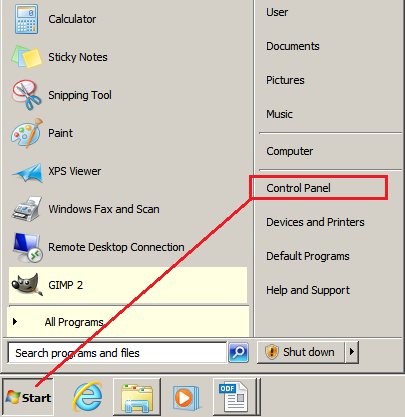 Calculator
Sticky Notes
Snipping Tool
Paint
XPS Viewer
Windows Fax and Scan
Remote Desktop Connection
GIMP 2
All Programs
Search programs and files
User
Documents
Pictures
Music
Computer
Control Panel
Devices and Printers
Default Programs
Help and Support
Shut down
Start
ODF